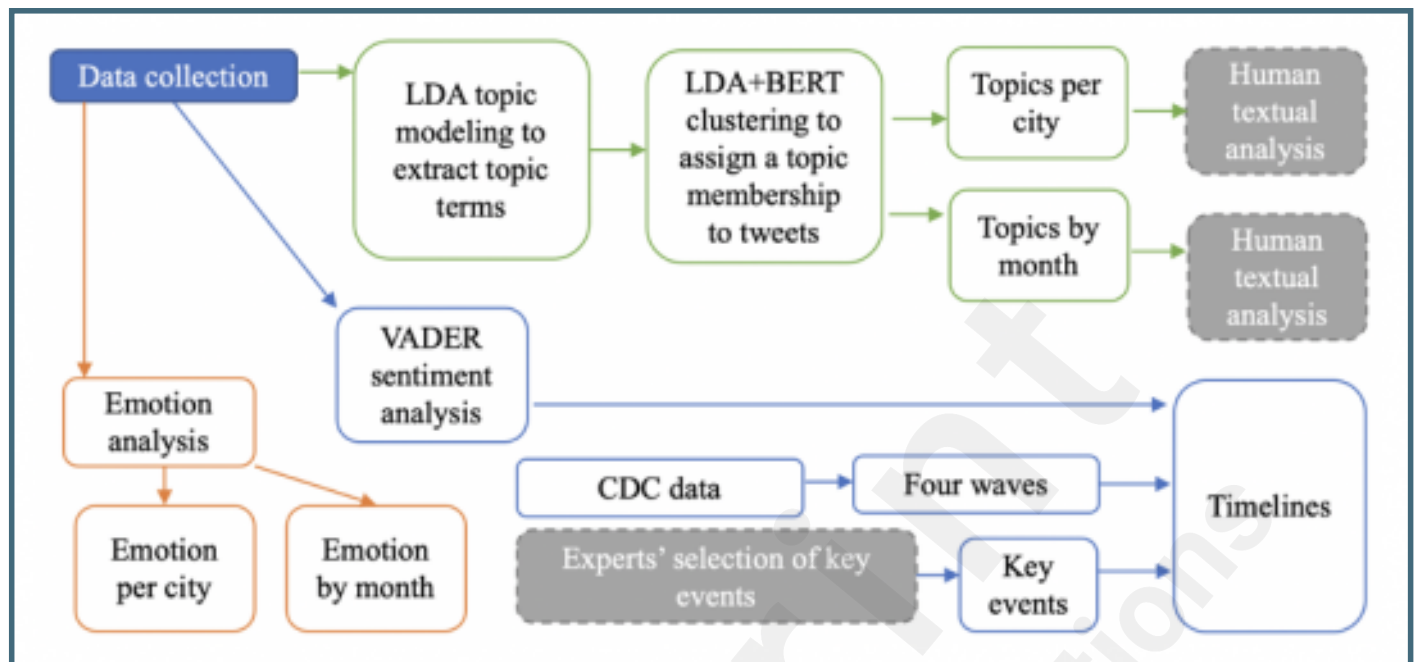 Data collection
LDA topic
modeling to
extract topic
terms
LDA+BERT
clustering to
assign a topic
membership
to tweets
Topics per
city
Human
textual
analysis
Topics by
month
Human
textual
analysis
VADER
sentiment
analysis
Emotion
analysis
Emotion
per city
Emotion
by month
CDC data
Four waves
Experts' selection of key
events
Key
events
Timelines